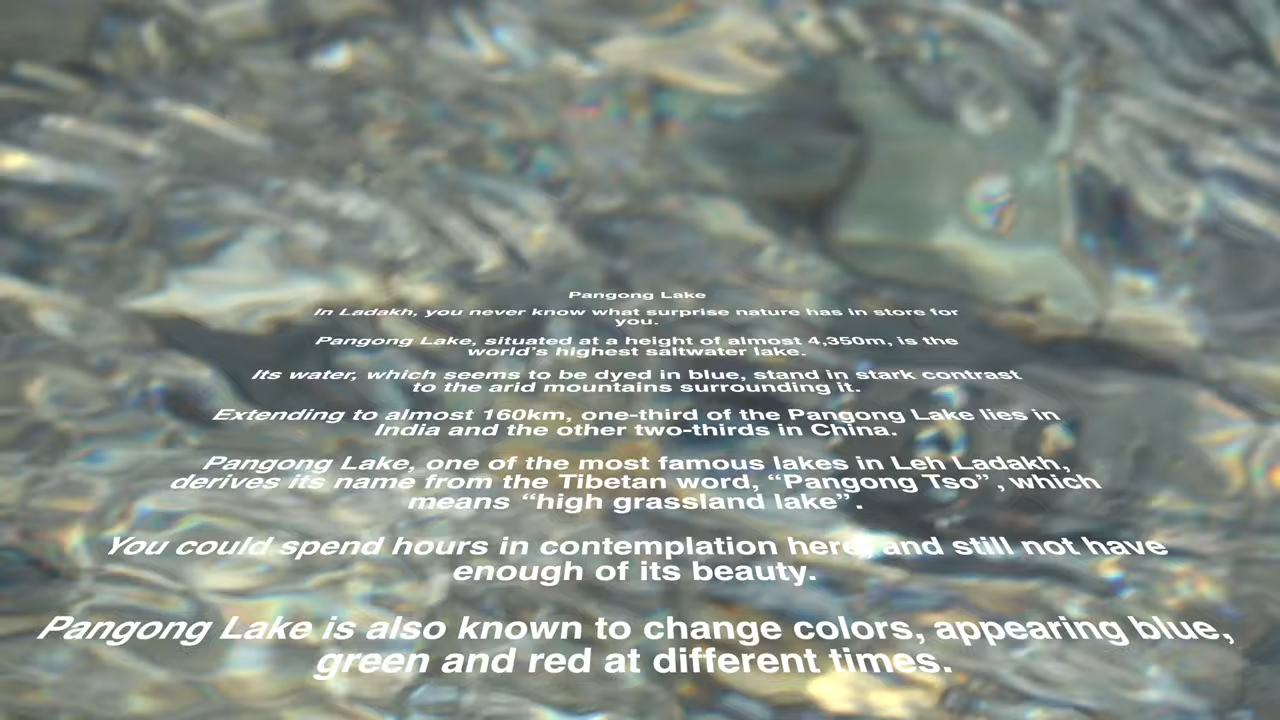 Pangong Lake
In Ladakh, you never know what surprise nature has in store for
you.
Pangong Lake, situated at a height of almost 4,350m, is the
world's highest saltwater lake.
Its water, which seems to be dyed in blue, stand in stark contrast
to the arid mountains surrounding it.
Extending to almost 160km, one-third of the Pangong Lake lies in
India and the other two-thirds in China.
Pangong Lake, one of the most famous lakes in Leh Ladakh,
derives its name from the Tibetan word, “Pangong Tso” , which
means “high grassland lake”.
You could spend hours in contemplation here, and still not have
enough of its beauty.
Pangong Lake is also known to change colors, appearing blue,
green and red at different times.